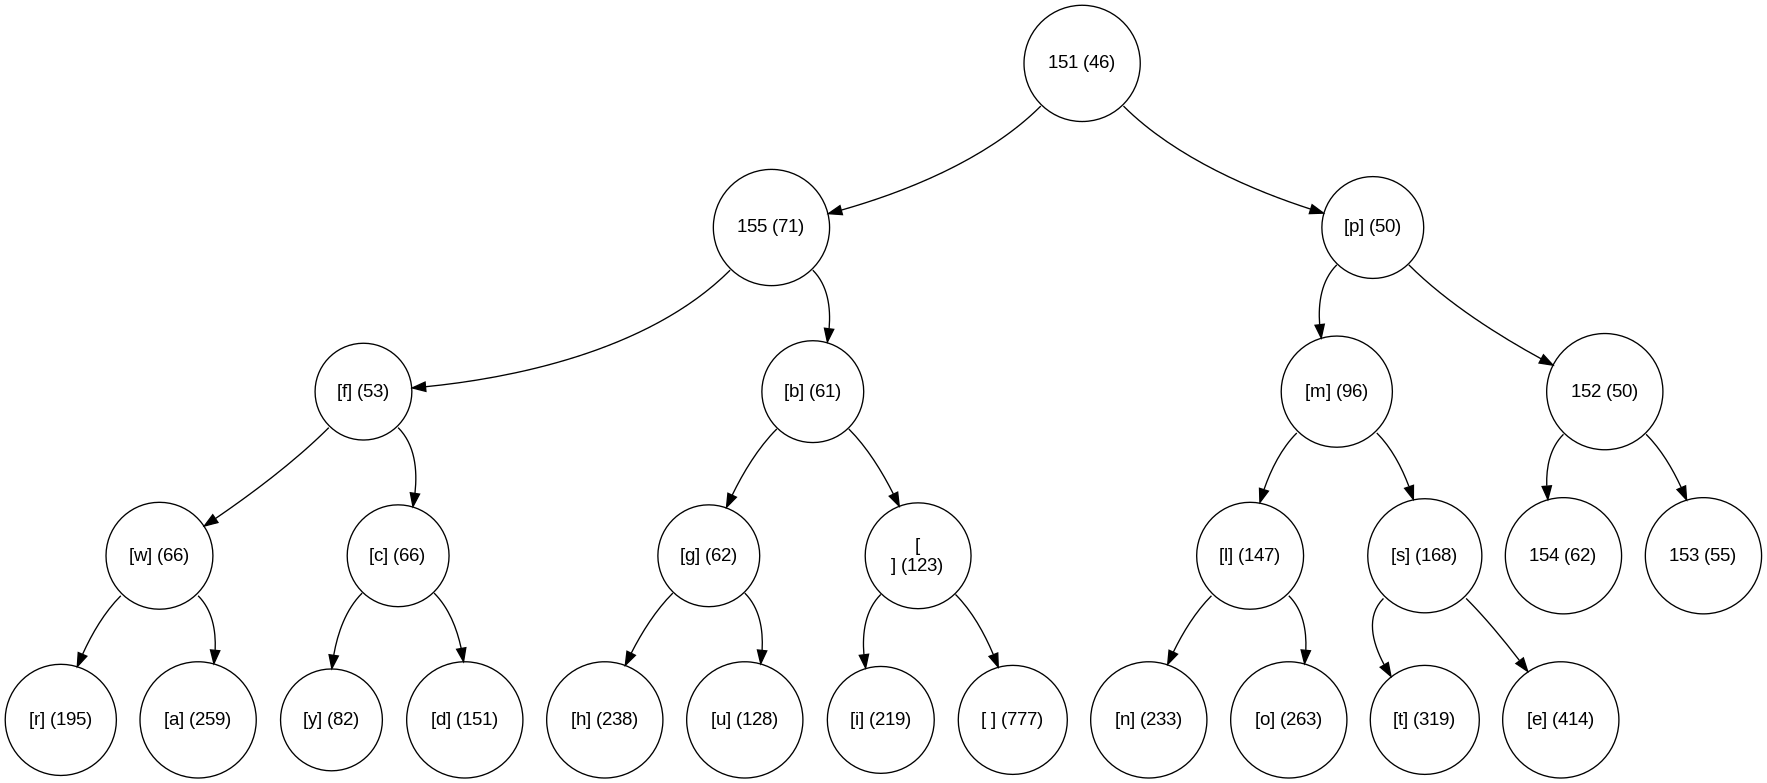 151 (46)
155 (71)
[p] (50)
[f] (53)
[b] (61)
[m] (96)
152 (50)
[w] (66)
[c] (66)
[g] (62)
[
] (123)
[l] (147)
[s] (168)
154 (62)
153 (55)
[r] (195)
[a] (259)
[y] (82)
[d] (151)
[h] (238)
[u] (128)
[i] (219)
[ ] (777)
[n] (233)
[o] (263)
[t] (319)
[e] (414)